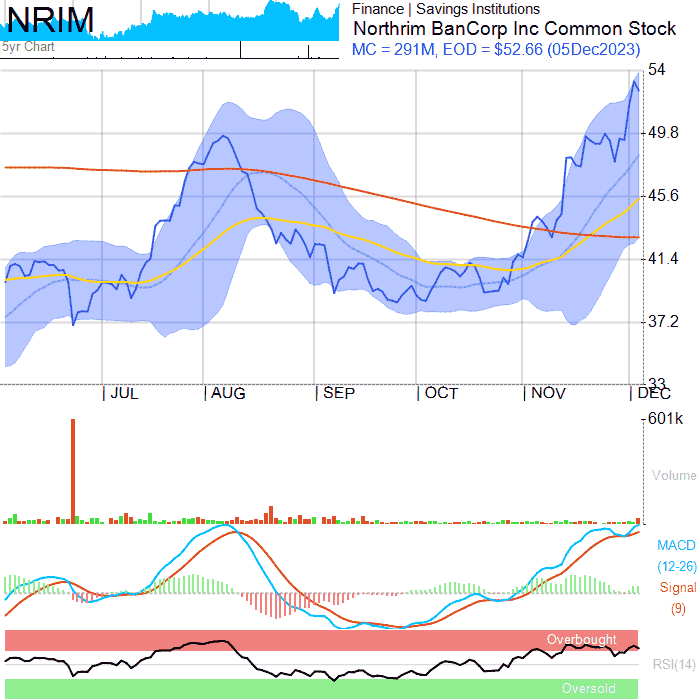 NRIM
5yr Chart
Finance | Savings Institutions
Northrim BanCorp Inc Common Stock
MC = 291M, EOD = $52.66 (05Dec2023)
54
49.8
45.6
41.4
37.2
33
JUL AUG SEP OCT NOV DEC
601k
Volume
MACD
(12-26)
Signal
(9)
Overbought
RSI(14)
Oversold